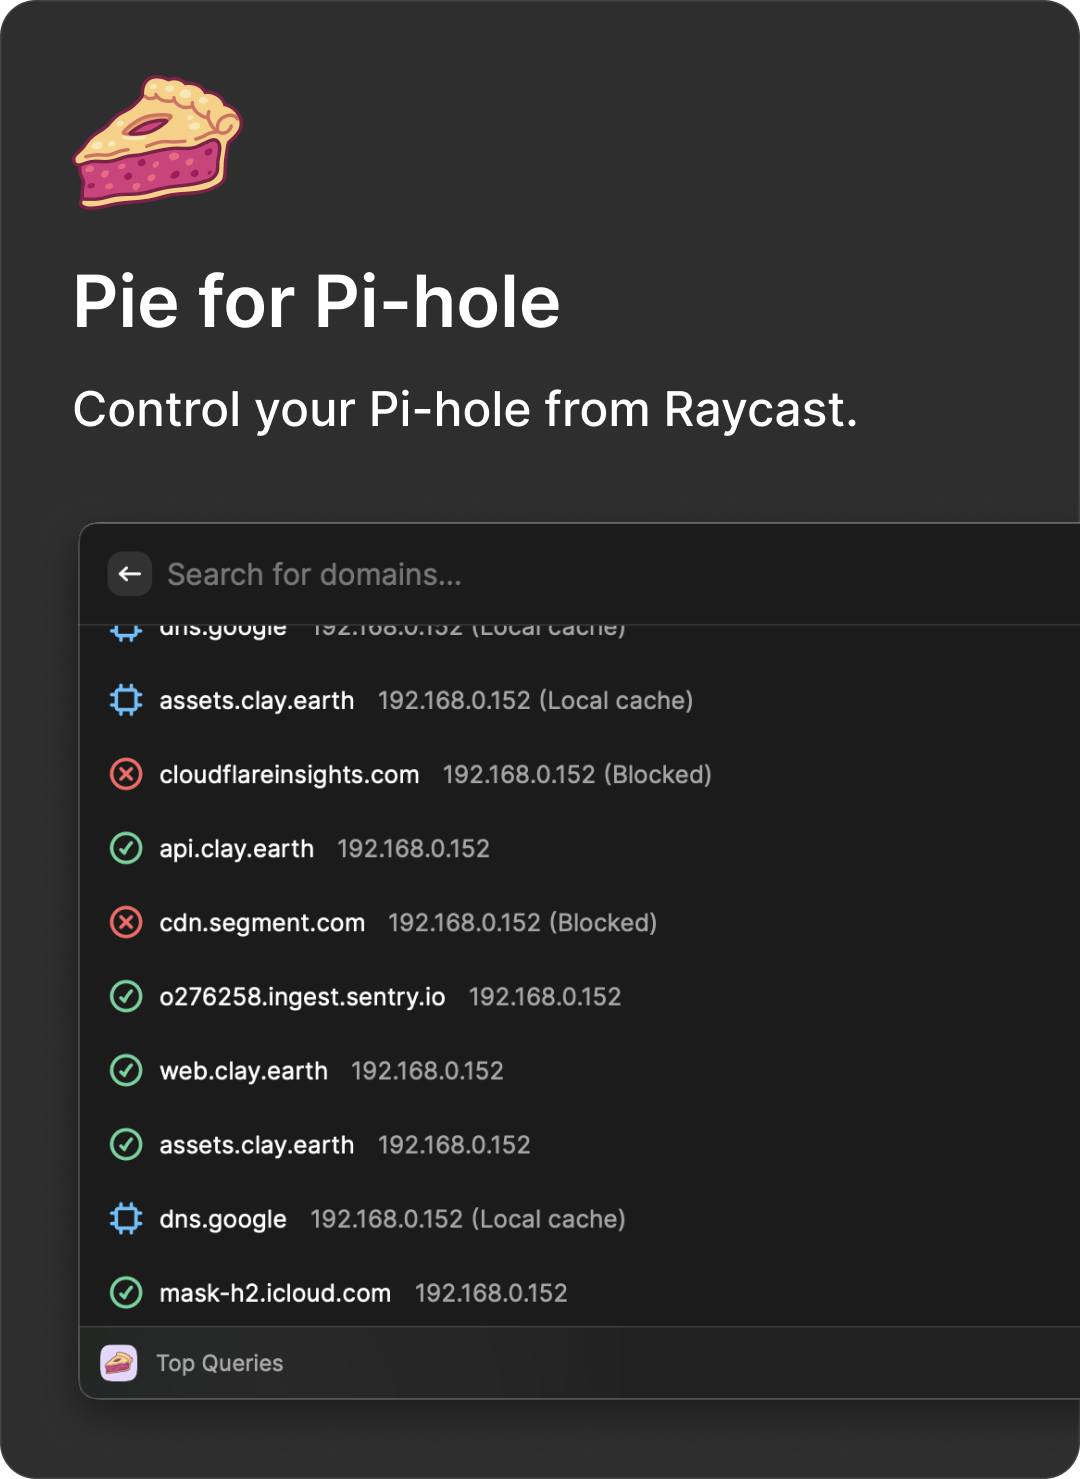 Pie for Pi-hole
Control your Pi-hole from Raycast.
Search for domains...
dns.google 192.168.0.152 (Local cache)
assets.clay.earth 192.168.0.152 (Local cache)
cloudflareinsights.com 192.168.0.152 (Blocked)
api.clay.earth 192.168.0.152
cdn.segment.com 192.168.0.152 (Blocked)
o276258.ingest.sentry.io 192.168.0.152
web.clay.earth 192.168.0.152
assets.clay.earth 192.168.0.152
dns.google 192.168.0.152 (Local cache)
mask-h2.icloud.com 192.168.0.152
Top Queries